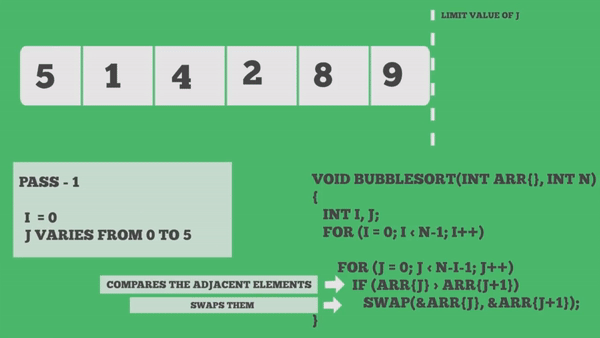 LIMIT VALUE OF J
5 1 4 2 8 9
PASS - 1
I = 0
J VARIES FROM 0 TO 5
VOID BUBBLESORT(INT ARR{}, INT N)
{
INT I, J;
FOR (I = 0; I < N-1; I++)
FOR (J = 0; J < N-I-1; J++)
COMPARES THE ADJACENT ELEMENTS
IF (ARR{J} > ARR{J+1})
SWAPS THEM
SWAP(&ARR{J}, &ARR{J+1});
}